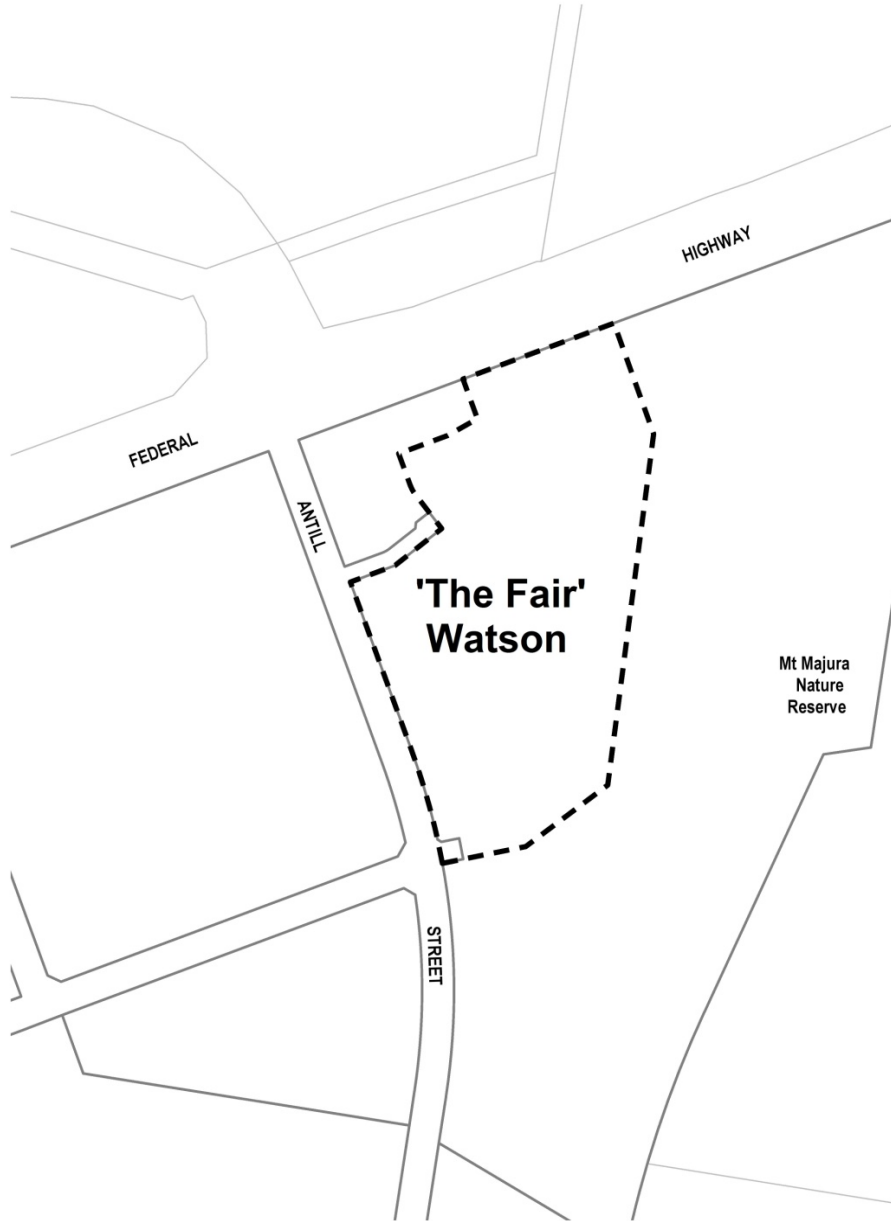 HIGHWAY
FEDERAL
ANTILL
'The Fair'
Watson
Mt Majura
Nature
Reserve
STREET